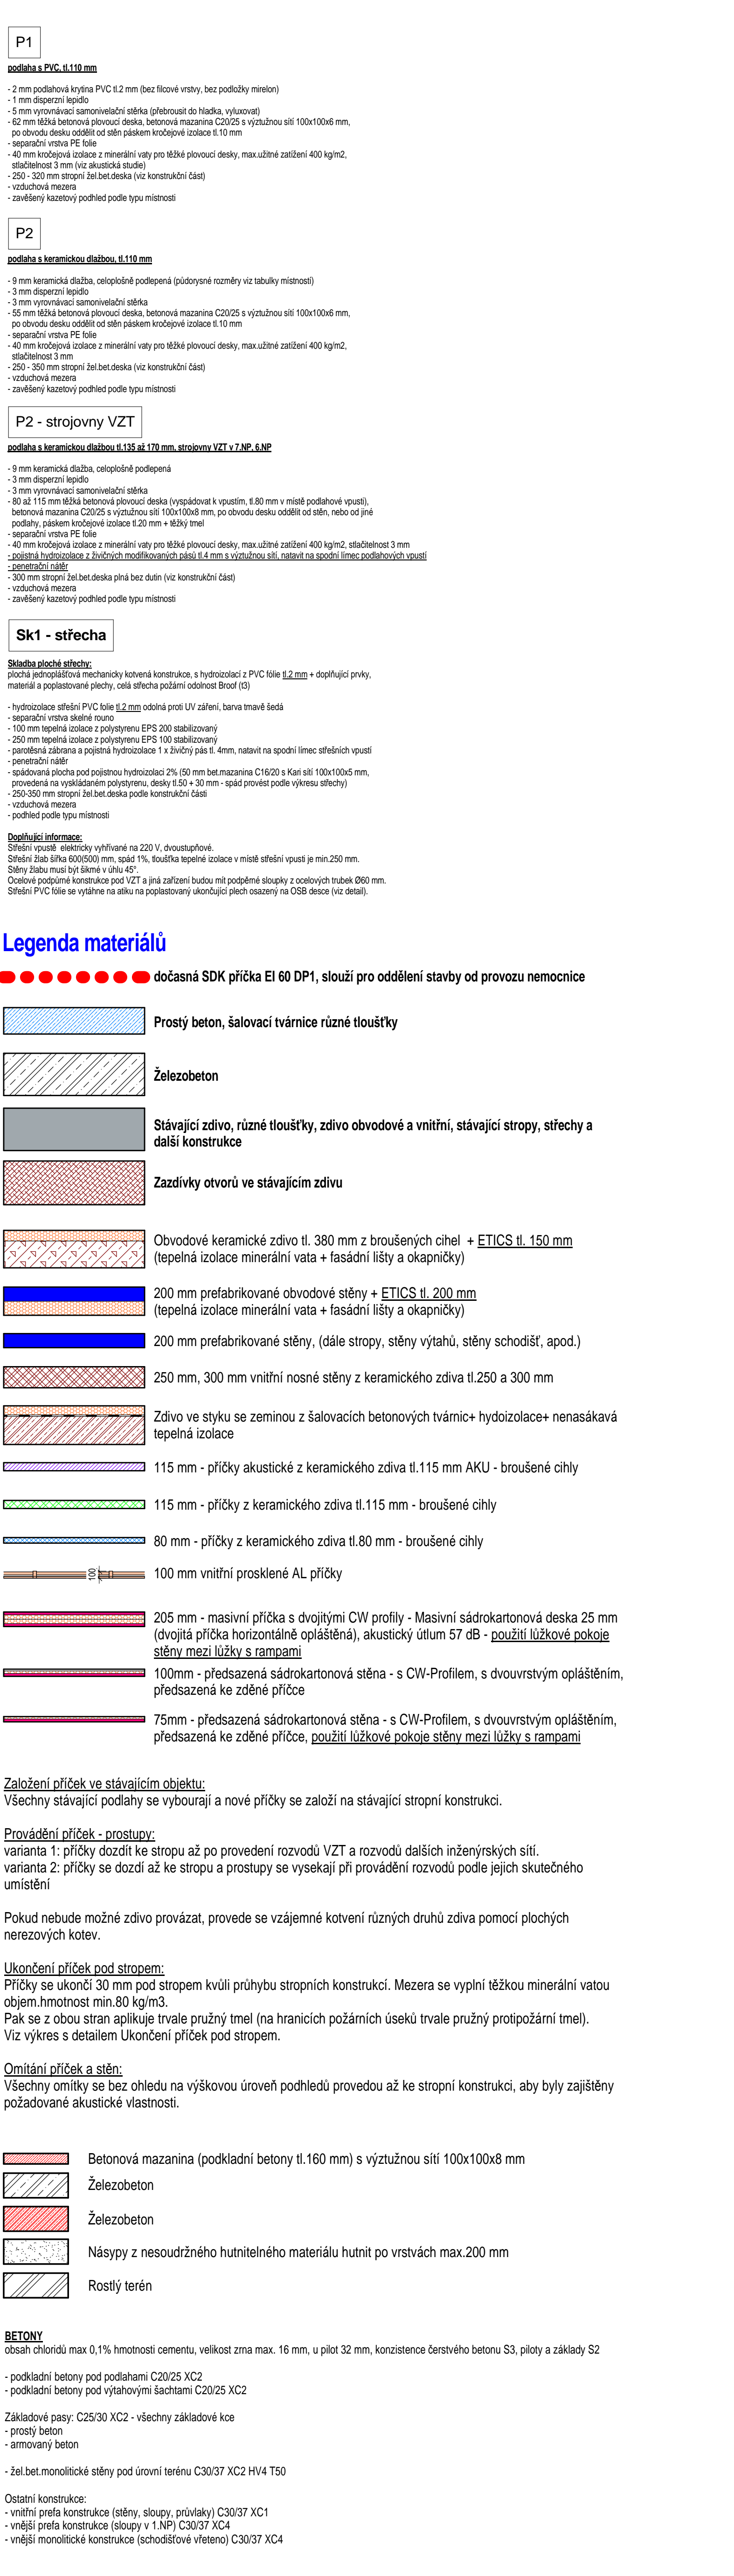 P1
podlaha s PVC, tl.110 mm
- 2 mm podlahová krytina PVC tl.2 mm (bez filcové vrstvy, bez podložky mirelon)
- 1 mm disperzní lepidlo
- 5 mm vyrovnávací samonivelační stěrka (přebrousit do hladka, vyluxovat)
- 62 mm těžká betonová plovoucí deska, betonová mazanina C20/25 s výztužnou sítí 100x100x6 mm,
po obvodu desku oddělit od stěn páskem kročejové izolace tl.10 mm
- separační vrstva PE folie
- 40 mm kročejová izolace z minerální vaty pro těžké plovoucí desky, max.užitné zatížení 400 kg/m2,
stlačitelnost 3 mm (viz akustická studie)
- 250 - 320 mm stropní žel.bet.deska (viz konstrukční část)
- vzduchová mezera
- zavěšený kazetový podhled podle typu místnosti
P2
podlaha s keramickou dlažbou, tl.110 mm
- 9 mm keramická dlažba, celoplošně podlepená (půdorysné rozměry viz tabulky místností)
- 3 mm disperzní lepidlo
- 3 mm vyrovnávací samonivelační stěrka
- 55 mm těžká betonová plovoucí deska, betonová mazanina C20/25 s výztužnou sítí 100x100x6 mm,
po obvodu desku oddělit od stěn páskem kročejové izolace tl.10 mm
- separační vrstva PE folie
- 40 mm kročejová izolace z minerální vaty pro těžké plovoucí desky, max.užitné zatížení 400 kg/m2,
stlačitelnost 3 mm
- 250 - 350 mm stropní žel.bet.deska (viz konstrukční část)
- vzduchová mezera
- zavěšený kazetový podhled podle typu místnosti
P2 - strojovny VZT
podlaha s keramickou dlažbou tl.135 až 170 mm, strojovny VZT v 7.NP, 6.NP
- 9 mm keramická dlažba, celoplošně podlepená
- 3 mm disperzní lepidlo
- 3 mm vyrovnávací samonivelační stěrka
- 80 až 115 mm těžká betonová plovoucí deska (vyspádovat k vpustím, tl.80 mm v místě podlahové vpusti),
betonová mazanina C20/25 s výztužnou sítí 100x100x8 mm, po obvodu desku oddělit od stěn, nebo od jiné
podlahy, páskem kročejové izolace tl.20 mm + těžký tmel
- separační vrstva PE folie
- 40 mm kročejová izolace z minerální vaty pro těžké plovoucí desky, max.užitné zatížení 400 kg/m2, stlačitelnost 3 mm
- pojistná hydroizolace z živičných modifikovaných pásů tl.4 mm s výztužnou sítí, natavit na spodní límec podlahových vpustí
- penetrační nátěr
- 300 mm stropní žel.bet.deska plná bez dutin (viz konstrukční část)
- vzduchová mezera
- zavěšený kazetový podhled podle typu místnosti
Sk1 - střecha
Skladba ploché střechy:
plochá jednoplášťová mechanicky kotvená konstrukce, s hydroizolací z PVC fólie tl.2 mm + doplňující prvky,
materiál a poplastované plechy, celá střecha požární odolnost Broof (t3)
- hydroizolace střešní PVC folie tl.2 mm odolná proti UV záření, barva tmavě šedá
- separační vrstva skelné rouno
- 100 mm tepelná izolace z polystyrenu EPS 200 stabilizovaný
- 250 mm tepelná izolace z polystyrenu EPS 100 stabilizovaný
- parotěsná zábrana a pojistná hydroizolace 1 x živičný pás tl. 4mm, natavit na spodní límec střešních vpustí
- penetrační nátěr
- spádovaná plocha pod pojistnou hydroizolací 2% (50 mm bet.mazanina C16/20 s Kari sítí 100x100x5 mm,
provedená na vyskládaném polystyrenu, desky tl.50 + 30 mm - spád provést podle výkresu střechy)
- 250-350 mm stropní žel.bet.deska podle konstrukční části
- vzduchová mezera
- podhled podle typu místnosti
Doplňující informace:
Střešní vpustě elektricky vyhřívané na 220 V, dvoustupňové.
Střešní žlab šířka 600(500) mm, spád 1%, tloušťka tepelné izolace v místě střešní vpusti je min.250 mm.
Stěny žlabu musí být šikmé v úhlu 45°.
Ocelové podpůrné konstrukce pod VZT a jiná zařízení budou mít podpěrné sloupky z ocelových trubek Ø60 mm.
Střešní PVC fólie se vytáhne na atiku na poplastovaný ukončující plech osazený na OSB desce (viz detail).
Legenda materiálů
dočasná SDK příčka EI 60 DP1, slouží pro oddělení stavby od provozu nemocnice
Prostý beton, šalovací tvárnice různé tloušťky
Železobeton
Stávající zdivo, různé tloušťky, zdivo obvodové a vnitřní, stávající stropy, střechy a
další konstrukce
Zazdívky otvorů ve stávajícím zdivu
Obvodové keramické zdivo tl. 380 mm z broušených cihel + ETICS tl. 150 mm
(tepelná izolace minerální vata + fasádní lišty a okapničky)
200 mm prefabrikované obvodové stěny + ETICS tl. 200 mm
(tepelná izolace minerální vata + fasádní lišty a okapničky)
200 mm prefabrikované stěny, (dále stropy, stěny výtahů, stěny schodišť, apod.)
250 mm, 300 mm vnitřní nosné stěny z keramického zdiva tl.250 a 300 mm
Zdivo ve styku se zeminou z šalovacích betonových tvárnic+ hydoizolace+ nenasákavá
tepelná izolace
115 mm - příčky akustické z keramického zdiva tl.115 mm AKU - broušené cihly
115 mm - příčky z keramického zdiva tl.115 mm - broušené cihly
80 mm - příčky z keramického zdiva tl.80 mm - broušené cihly
100
100 mm vnitřní prosklené AL příčky
205 mm - masivní příčka s dvojitými CW profily - Masivní sádrokartonová deska 25 mm
(dvojitá příčka horizontálně opláštěná), akustický útlum 57 dB - použití lůžkové pokoje
stěny mezi lůžky s rampami
100mm - předsazená sádrokartonová stěna - s CW-Profilem, s dvouvrstvým opláštěním,
předsazená ke zděné příčce
75mm - předsazená sádrokartonová stěna - s CW-Profilem, s dvouvrstvým opláštěním,
předsazená ke zděné příčce, použití lůžkové pokoje stěny mezi lůžky s rampami
Založení příček ve stávajícím objektu:
Všechny stávající podlahy se vybourají a nové příčky se založí na stávající stropní konstrukci.
Provádění příček - prostupy:
varianta 1: příčky dozdít ke stropu až po provedení rozvodů VZT a rozvodů dalších inženýrských sítí.
varianta 2: příčky se dozdí až ke stropu a prostupy se vysekají při provádění rozvodů podle jejich skutečného
umístění
Pokud nebude možné zdivo provázat, provede se vzájemné kotvení různých druhů zdiva pomocí plochých
nerezových kotev.
Ukončení příček pod stropem:
Příčky se ukončí 30 mm pod stropem kvůli průhybu stropních konstrukcí. Mezera se vyplní těžkou minerální vatou
objem.hmotnost min.80 kg/m3.
Pak se z obou stran aplikuje trvale pružný tmel (na hranicích požárních úseků trvale pružný protipožární tmel).
Viz výkres s detailem Ukončení příček pod stropem.
Omítání příček a stěn:
Všechny omítky se bez ohledu na výškovou úroveň podhledů provedou až ke stropní konstrukci, aby byly zajištěny
požadované akustické vlastnosti.
Betonová mazanina (podkladní betony tl.160 mm) s výztužnou sítí 100x100x8 mm
Železobeton
Železobeton
Násypy z nesoudržného hutnitelného materiálu hutnit po vrstvách max.200 mm
Rostlý terén
BETONY
obsah chloridů max 0,1% hmotnosti cementu, velikost zrna max. 16 mm, u pilot 32 mm, konzistence čerstvého betonu S3, piloty a základy S2
- podkladní betony pod podlahami C20/25 XC2
- podkladní betony pod výtahovými šachtami C20/25 XC2
Základové pasy: C25/30 XC2 - všechny základové kce
- prostý beton
- armovaný beton
- žel.bet.monolitické stěny pod úrovní terénu C30/37 XC2 HV4 T50
Ostatní konstrukce:
- vnitřní prefa konstrukce (stěny, sloupy, průvlaky) C30/37 XC1
- vnější prefa konstrukce (sloupy v 1.NP) C30/37 XC4
- vnější monolitické konstrukce (schodišťové vřeteno) C30/37 XC4